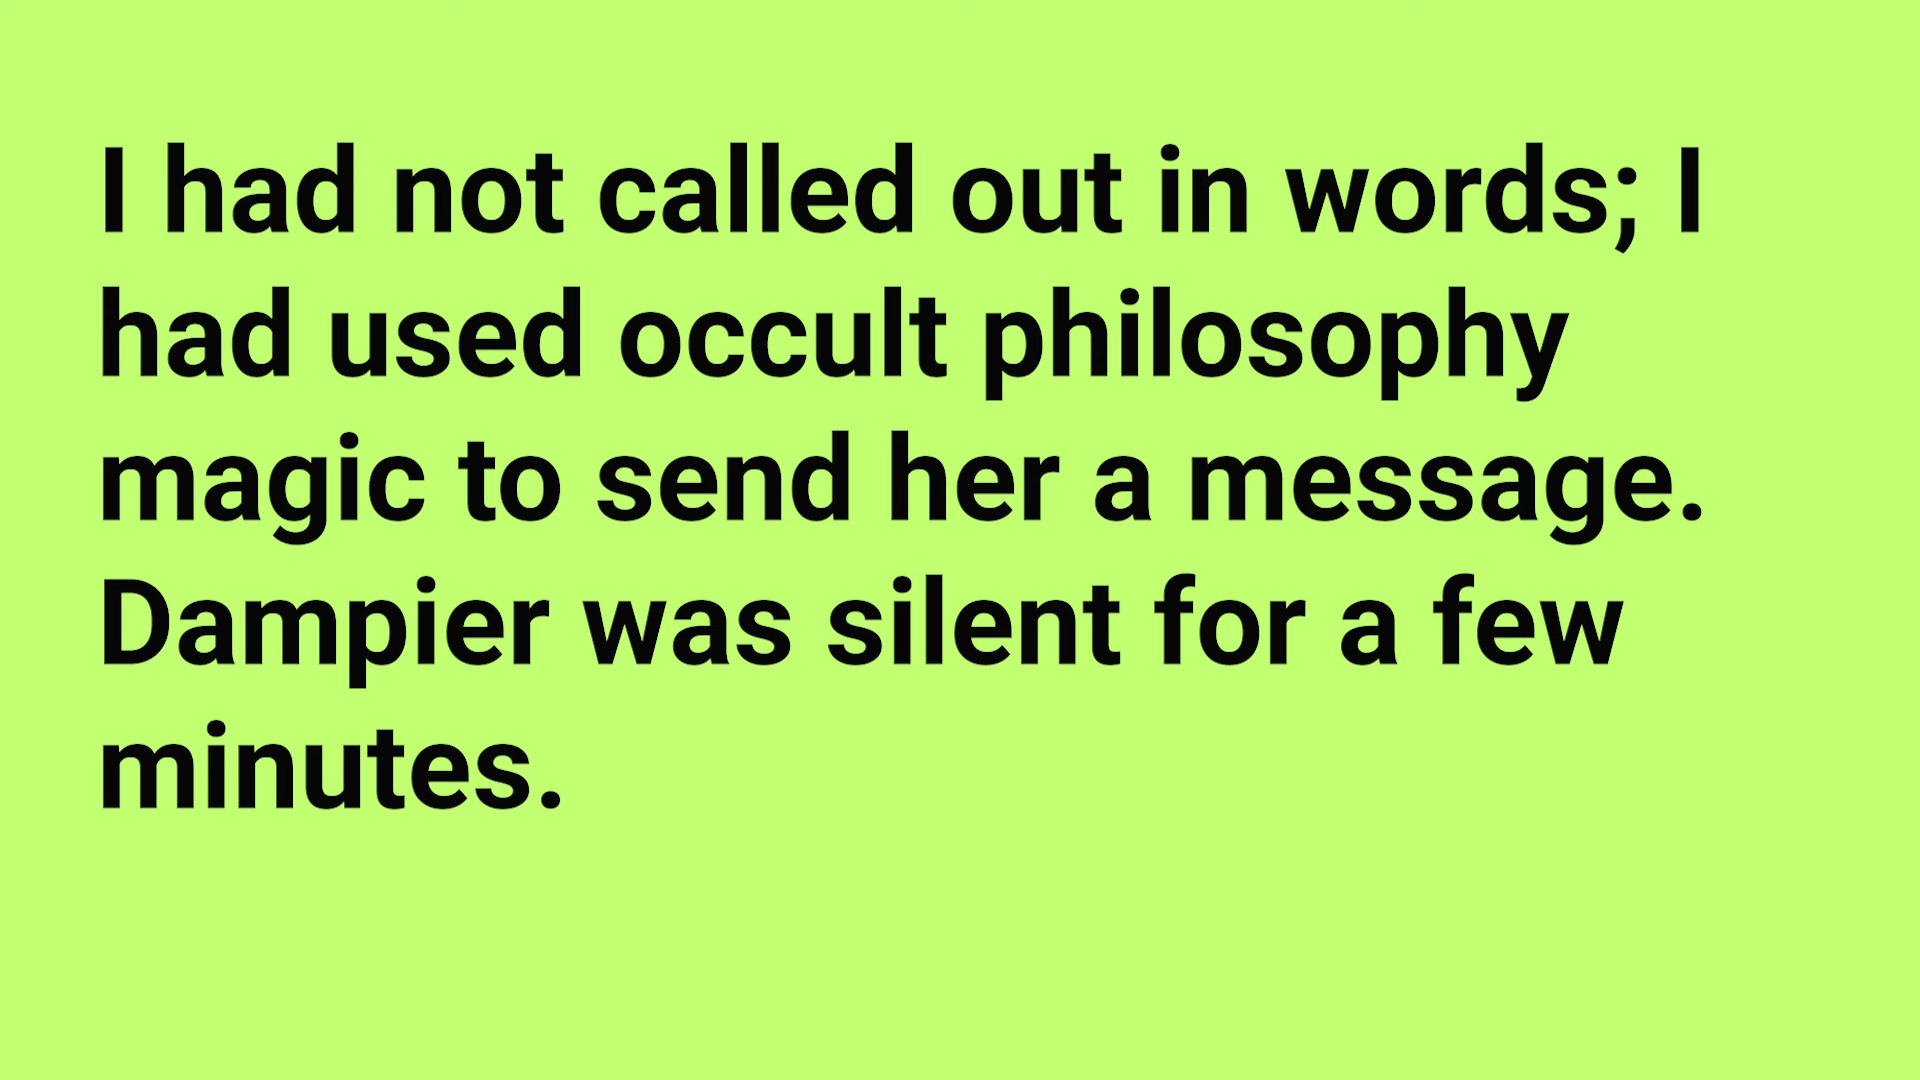 I had not called out in words; I
had used occult philosophy
magic to send her a message.
Dampier was silent for a few
minutes.